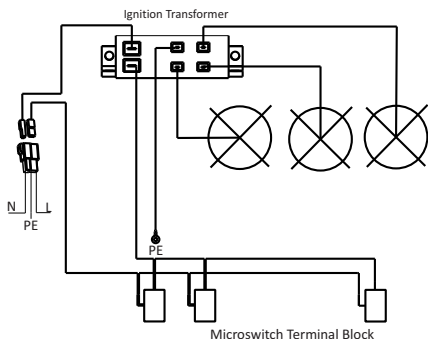 Ignition Transformer
N L
PE
PE
Microswitch Terminal Block